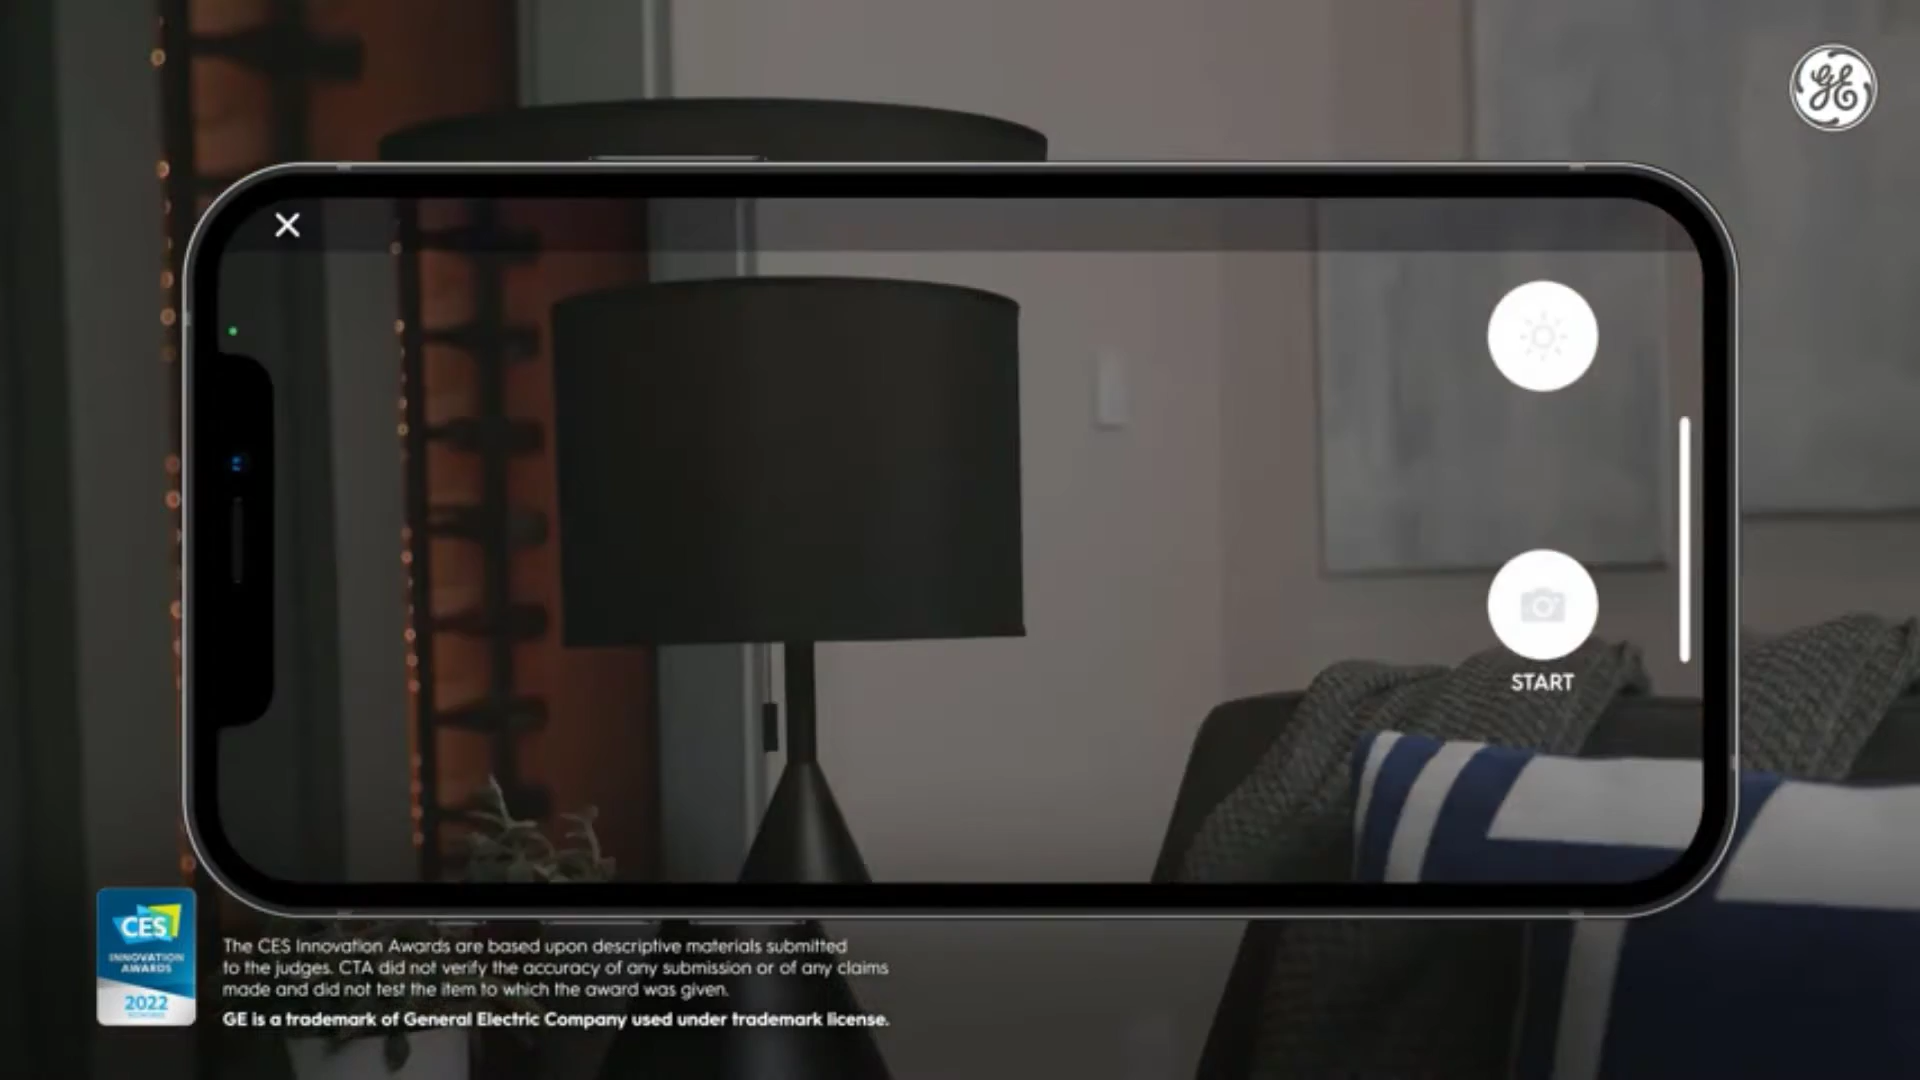 GE
START
CES
INNOVATION
AWARDS
2022
The CES Innovation Awards are based upon descriptive materials submitted
to the judges. CTA did not verify the accuracy of any submission or of any claims
made and did not test the item to which the award was given.
GE is a trademark of General Electric Company used under trademark license.